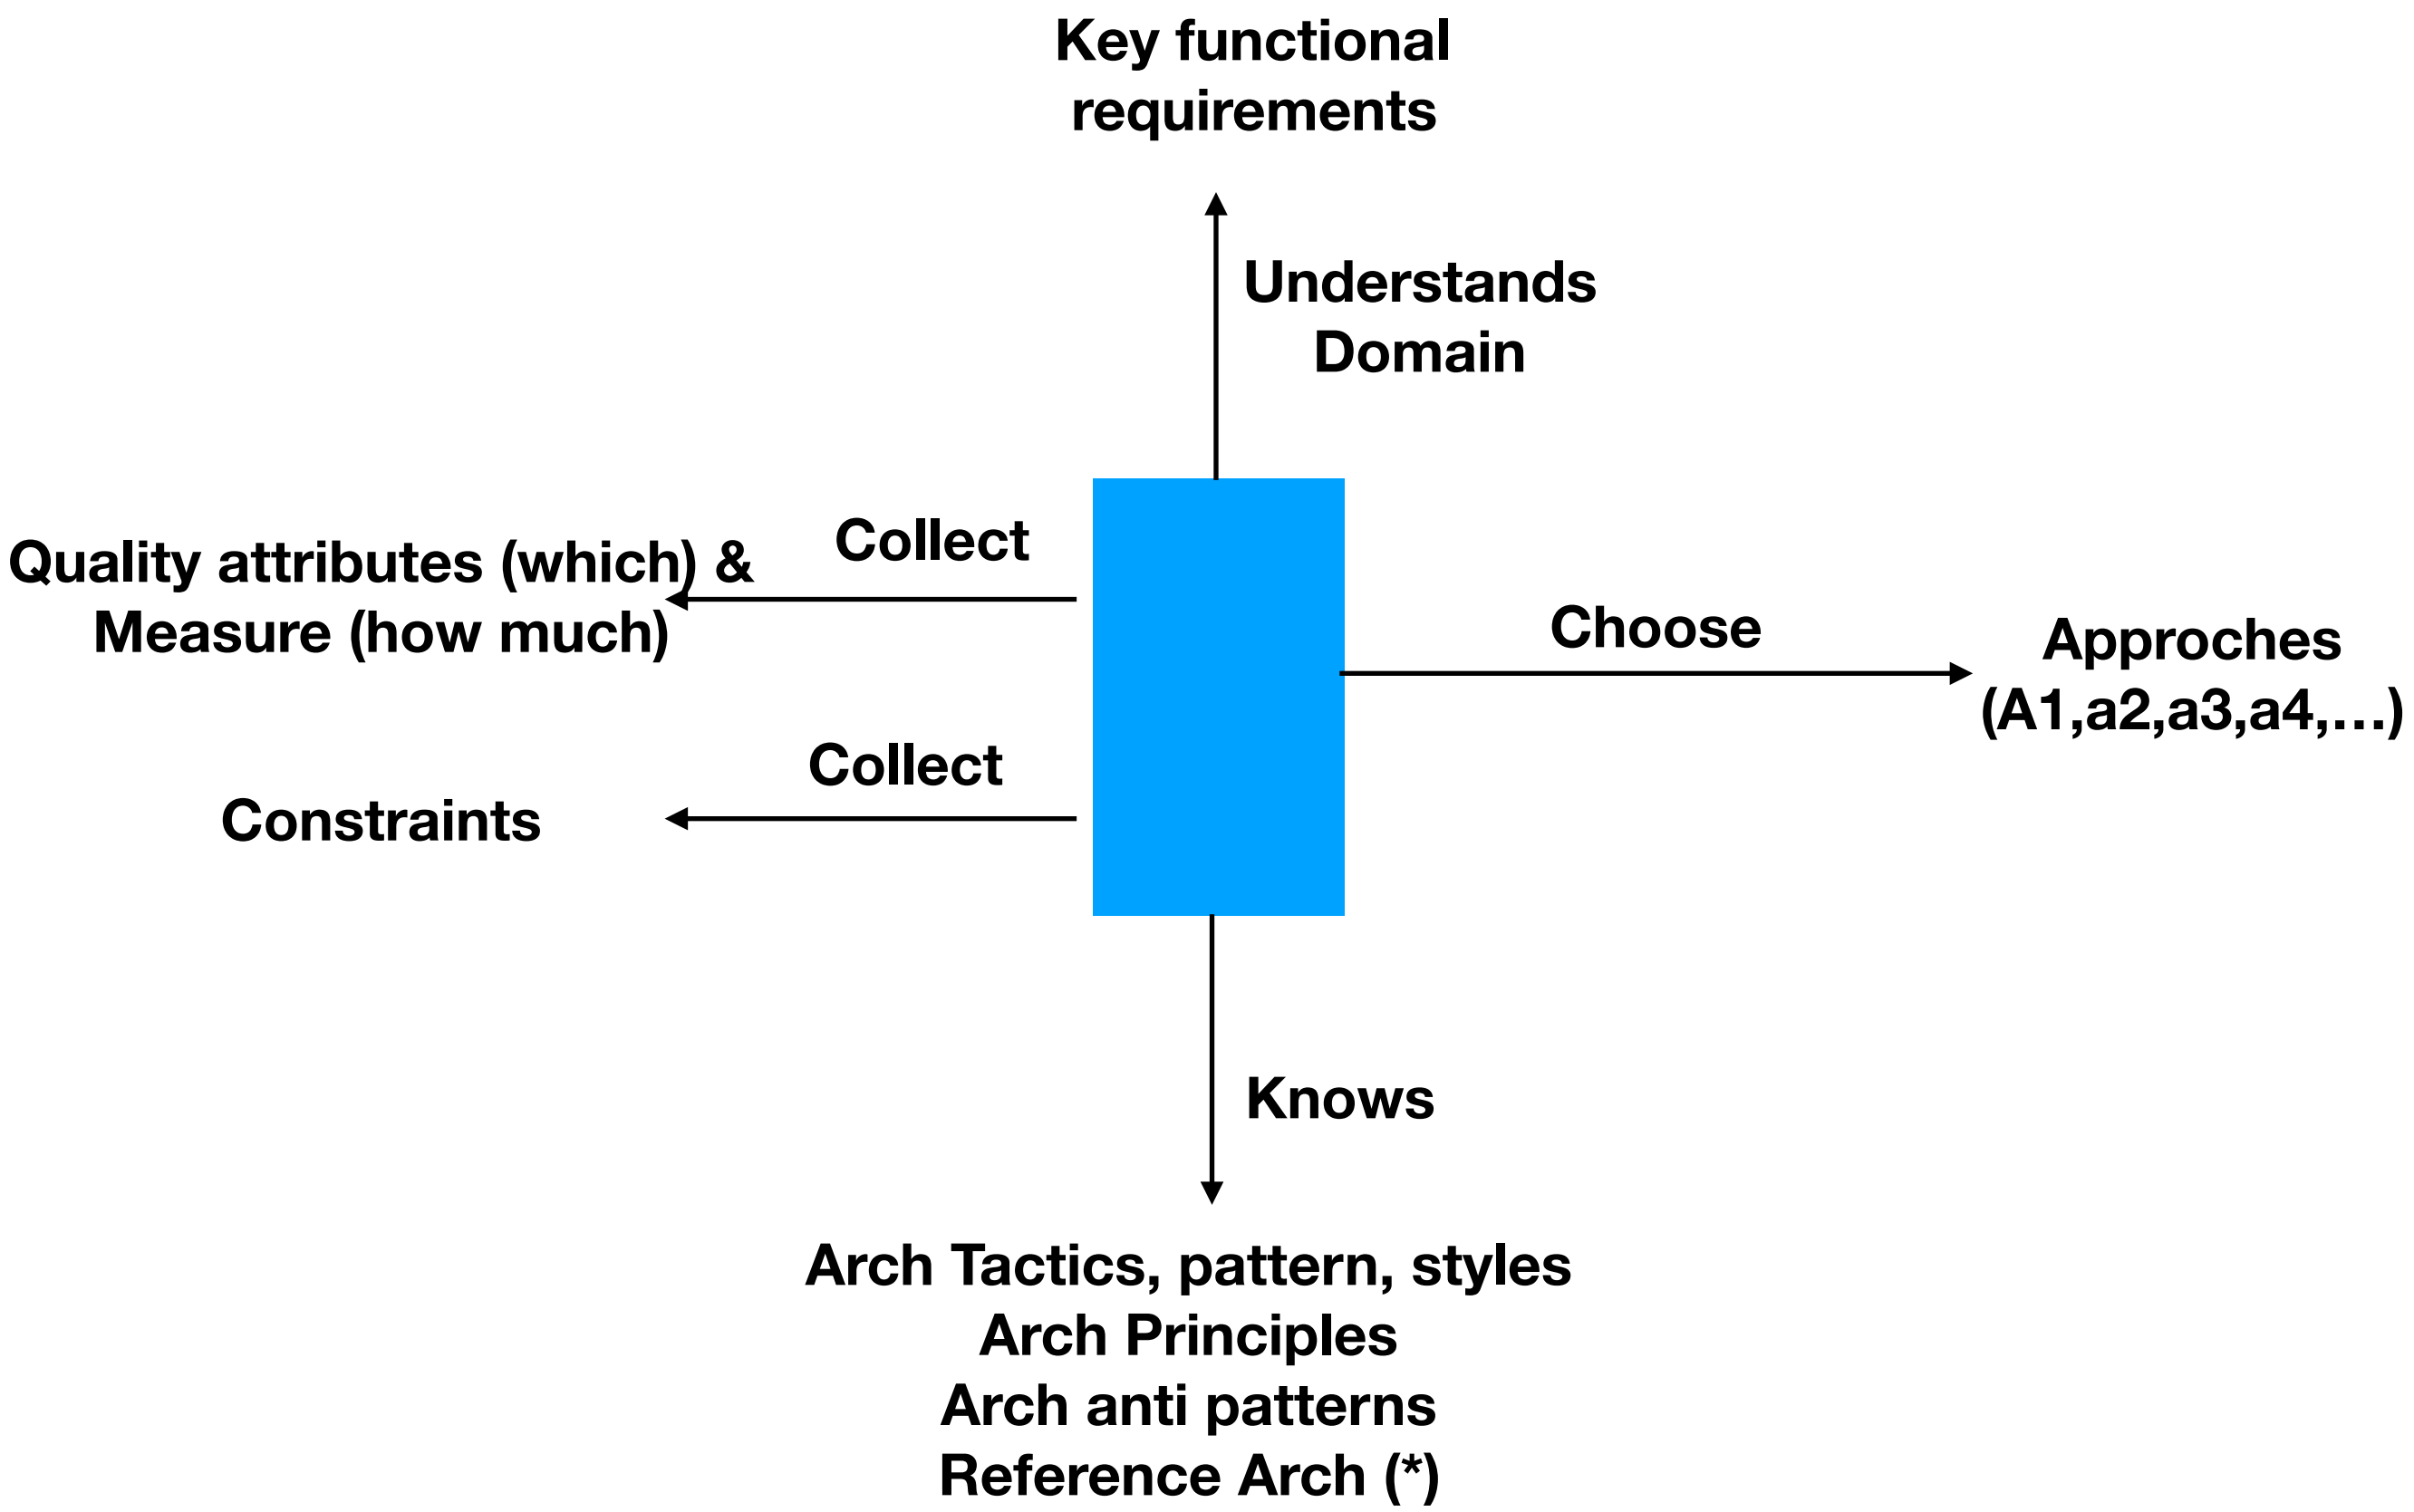 Key functional
requirements
Understands
Domain
Collect
Quality attributes (which) &
Measure (how much)
Choose
Approches
(A1,a2,a3,a4,...)
Collect
Constraints
Knows
Arch Tactics, pattern, styles
Arch Principles
Arch anti patterns
Reference Arch (*)